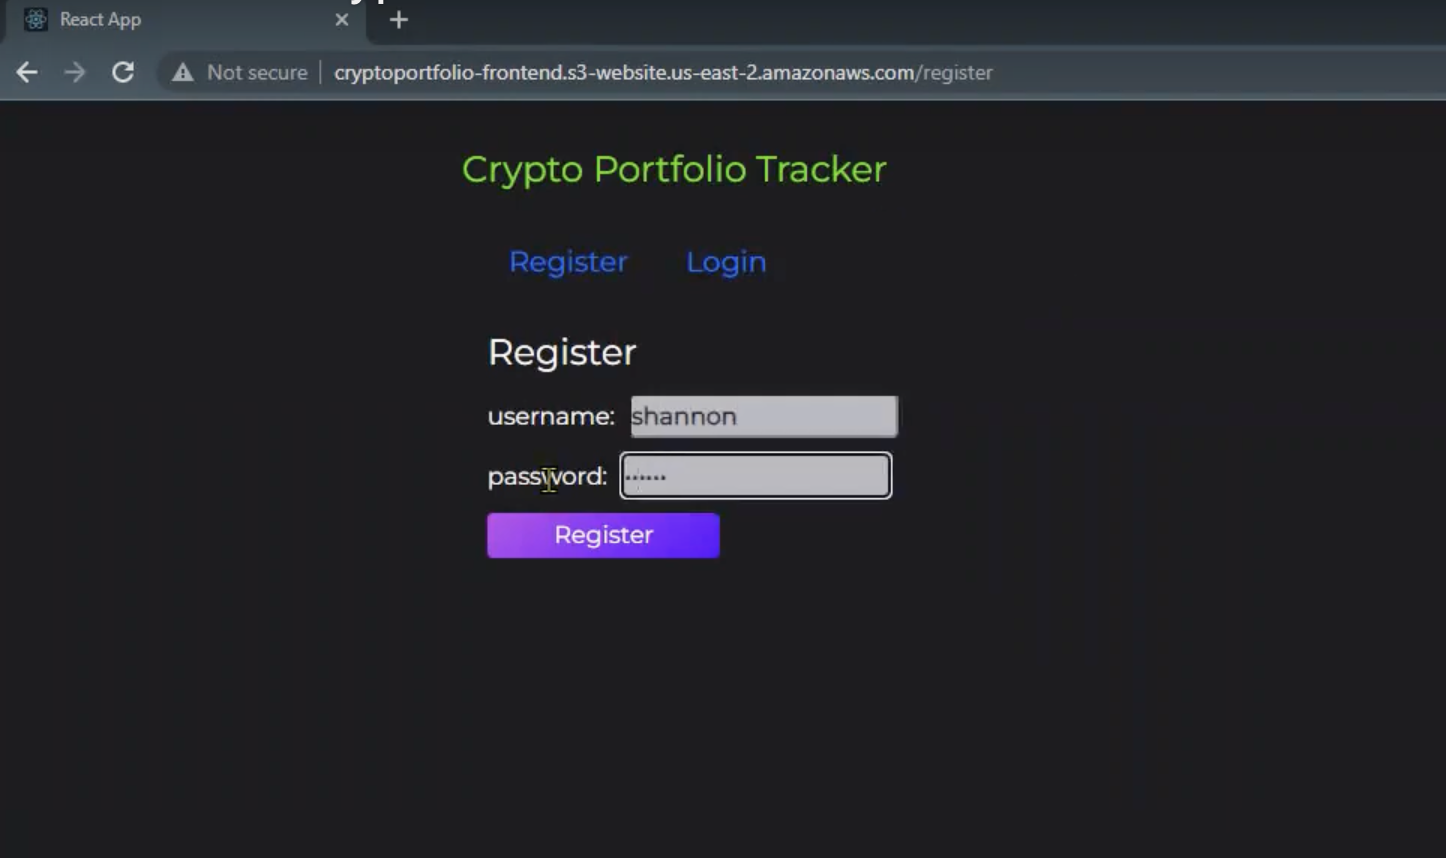 React App
Not secure
cryptoportfolio-frontend.s3-website.us-east-2.amazonaws.com/register
Crypto Portfolio Tracker
Register Login
Register
username: shannon
password: ······
Register